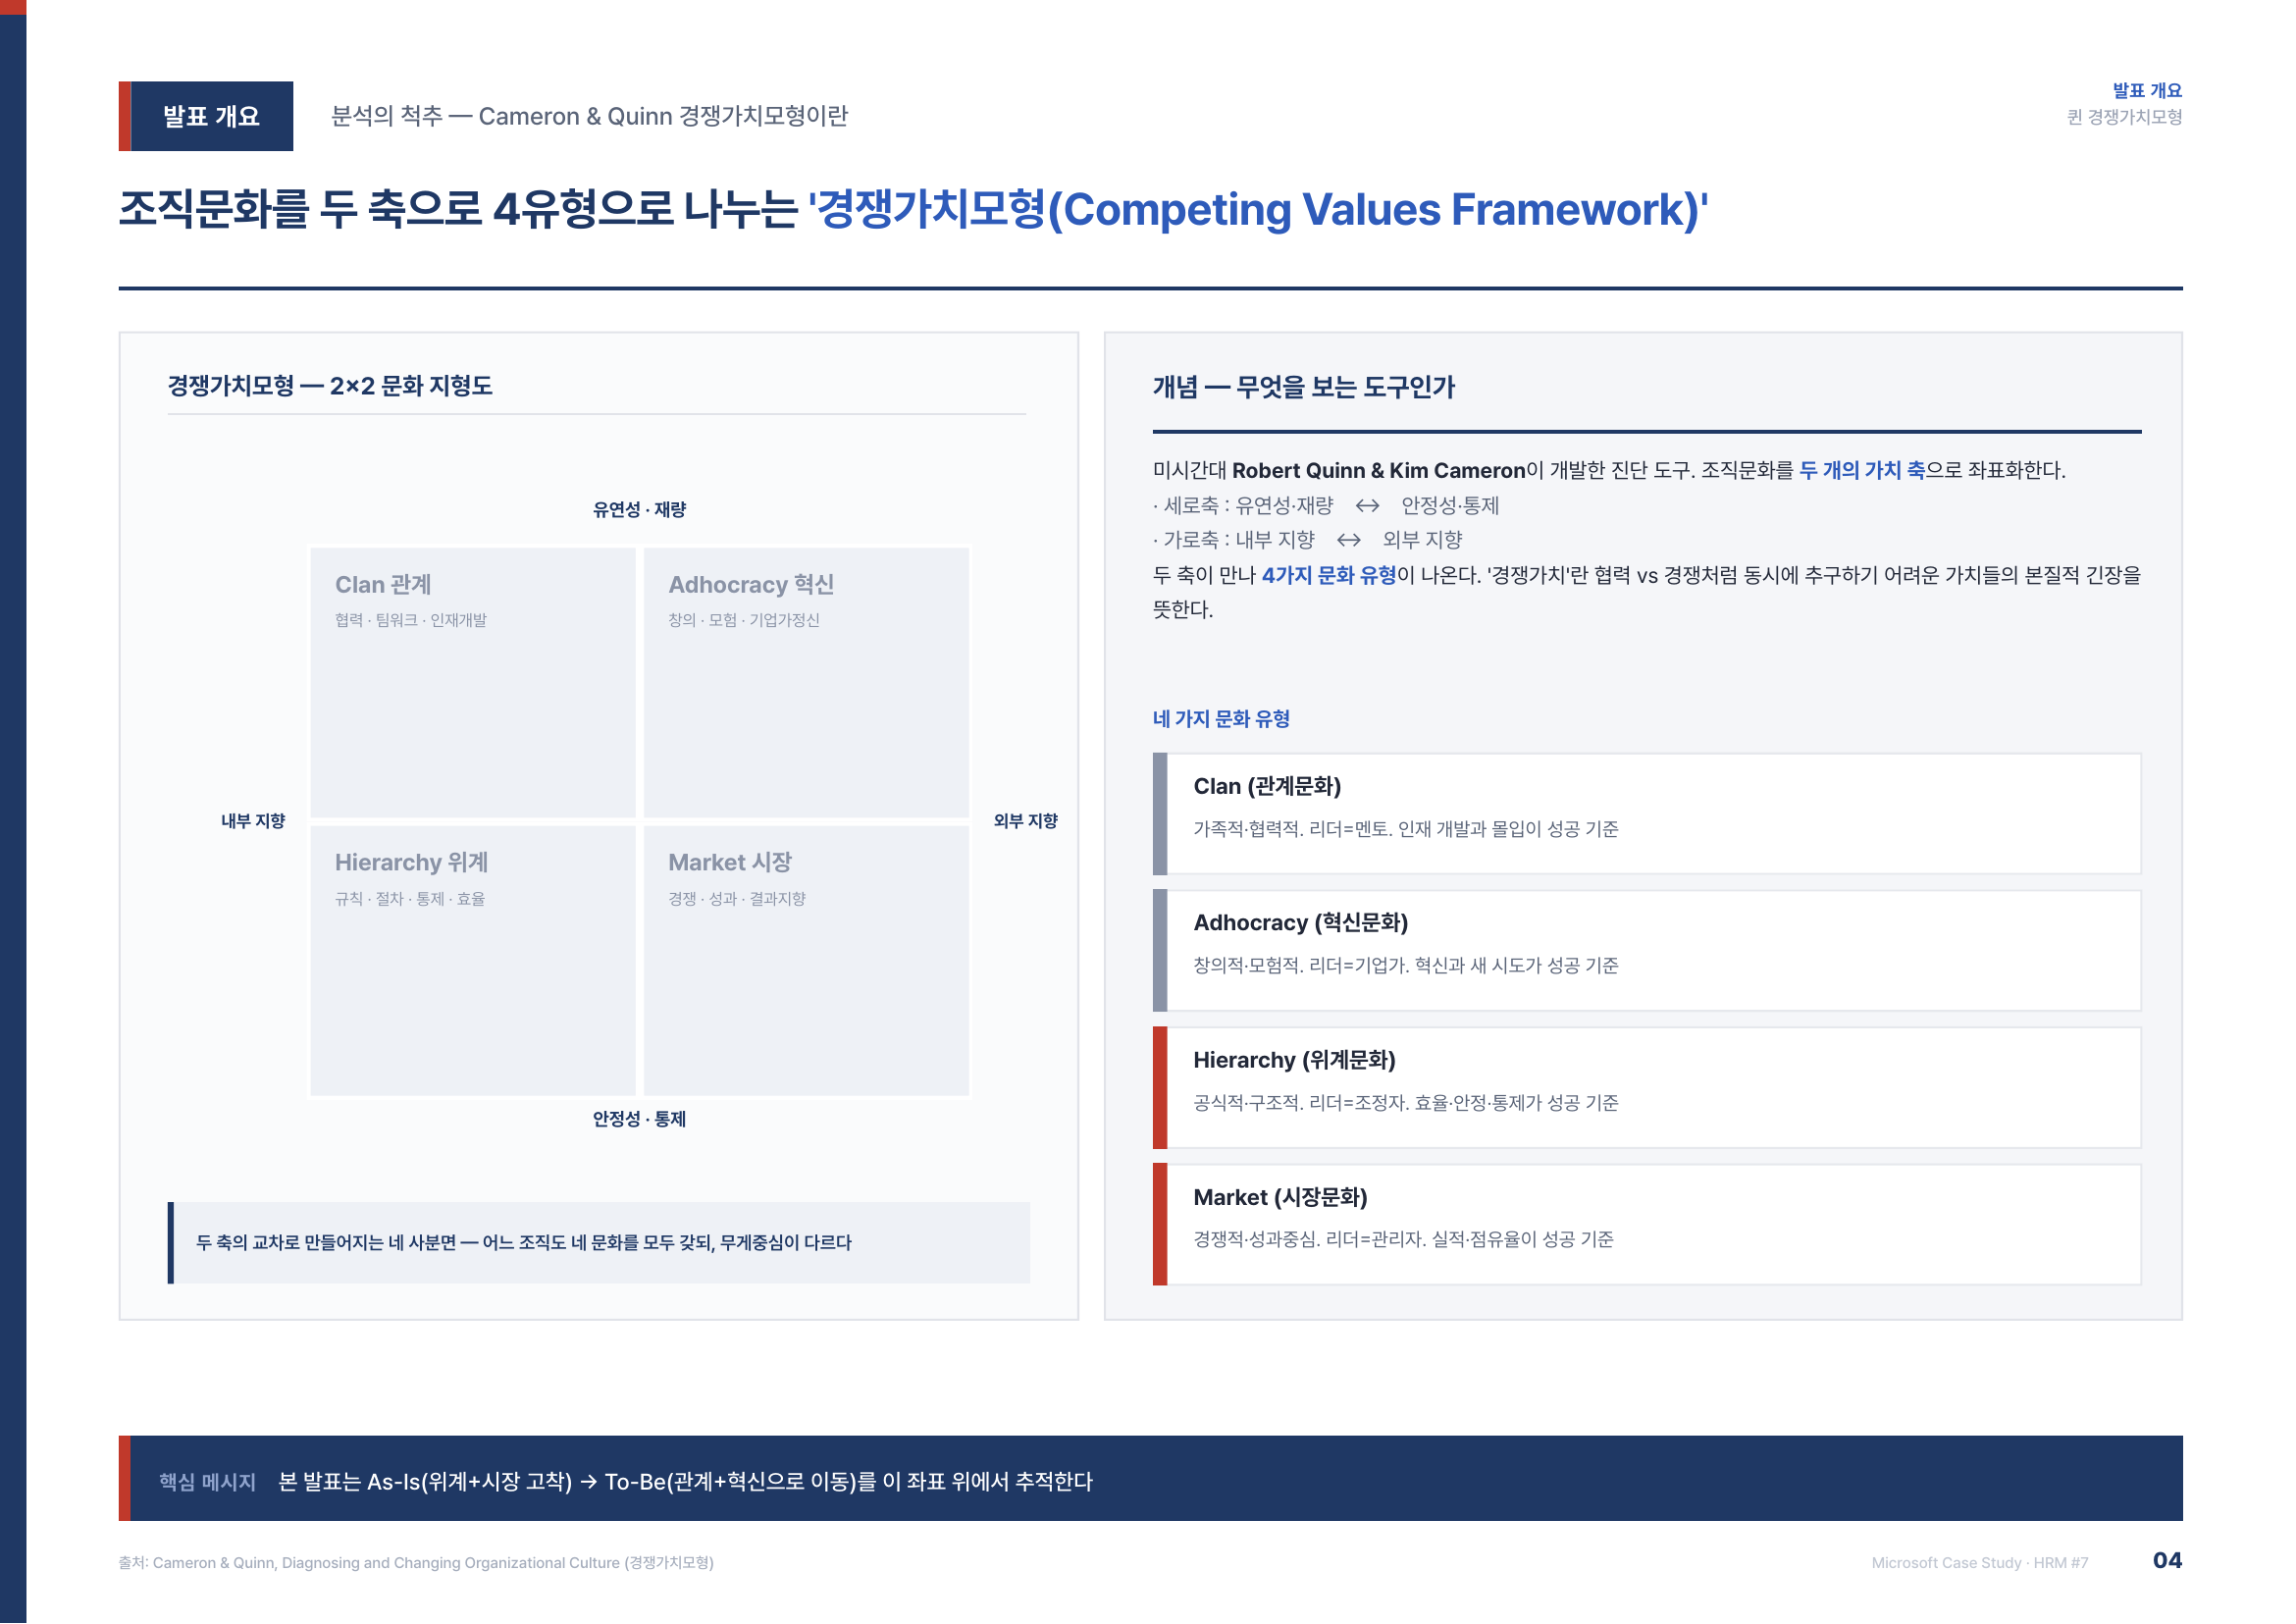 발표 개요
분석의 척추 — Cameron & Quinn 경쟁가치모형이란
발표 개요
퀸 경쟁가치모형
조직문화를 두 축으로 4유형으로 나누는 '경쟁가치모형(Competing Values Framework)'
경쟁가치모형 — 2×2 문화 지형도
유연성 · 재량
Clan 관계
협력 · 팀워크 · 인재개발
Adhocracy 혁신
창의 · 모험 · 기업가정신
내부 지향
외부 지향
Hierarchy 위계
규칙 · 절차 · 통제 · 효율
Market 시장
경쟁 · 성과 · 결과지향
안정성 · 통제
두 축의 교차로 만들어지는 네 사분면 — 어느 조직도 네 문화를 모두 갖되, 무게중심이 다르다
개념 — 무엇을 보는 도구인가
미시간대 Robert Quinn & Kim Cameron이 개발한 진단 도구. 조직문화를 두 개의 가치 축으로 좌표화한다.
· 세로축 : 유연성·재량 ↔ 안정성·통제
· 가로축 : 내부 지향 ↔ 외부 지향
두 축이 만나 4가지 문화 유형이 나온다. '경쟁가치'란 협력 vs 경쟁처럼 동시에 추구하기 어려운 가치들의 본질적 긴장을
뜻한다.
네 가지 문화 유형
Clan (관계문화)
가족적·협력적. 리더=멘토. 인재 개발과 몰입이 성공 기준
Adhocracy (혁신문화)
창의적·모험적. 리더=기업가. 혁신과 새 시도가 성공 기준
Hierarchy (위계문화)
공식적·구조적. 리더=조정자. 효율·안정·통제가 성공 기준
Market (시장문화)
경쟁적·성과중심. 리더=관리자. 실적·점유율이 성공 기준
핵심 메시지 본 발표는 As-Is(위계+시장 고착) → To-Be(관계+혁신으로 이동)를 이 좌표 위에서 추적한다
출처: Cameron & Quinn, Diagnosing and Changing Organizational Culture (경쟁가치모형)
Microsoft Case Study · HRM #7
04